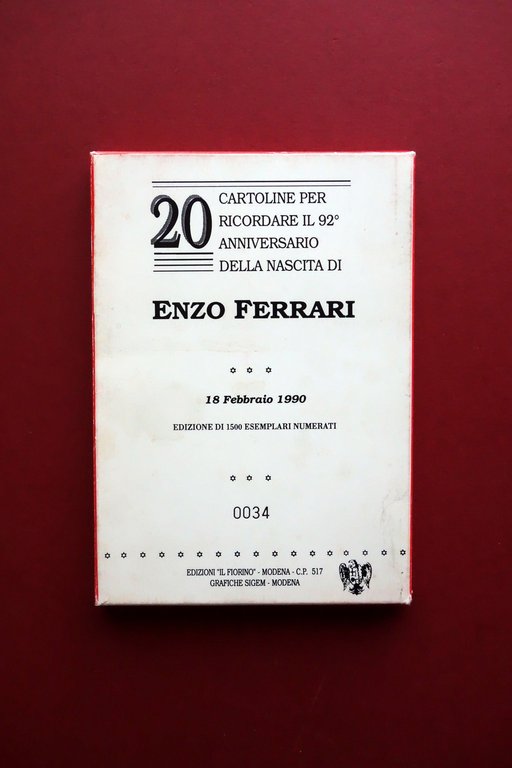 20
CARTOLINE PER
RICORDARE IL 92°
ANNIVERSARIO
DELLA NASCITA DI
ENZO FERRARI
18 Febbraio 1990
EDIZIONE DI 1500 ESEMPLARI NUMERATI
0034
EDIZIONI "IL FIORINO" - MODENA - C.P. 517
GRAFICHE SIGEM - MODENA